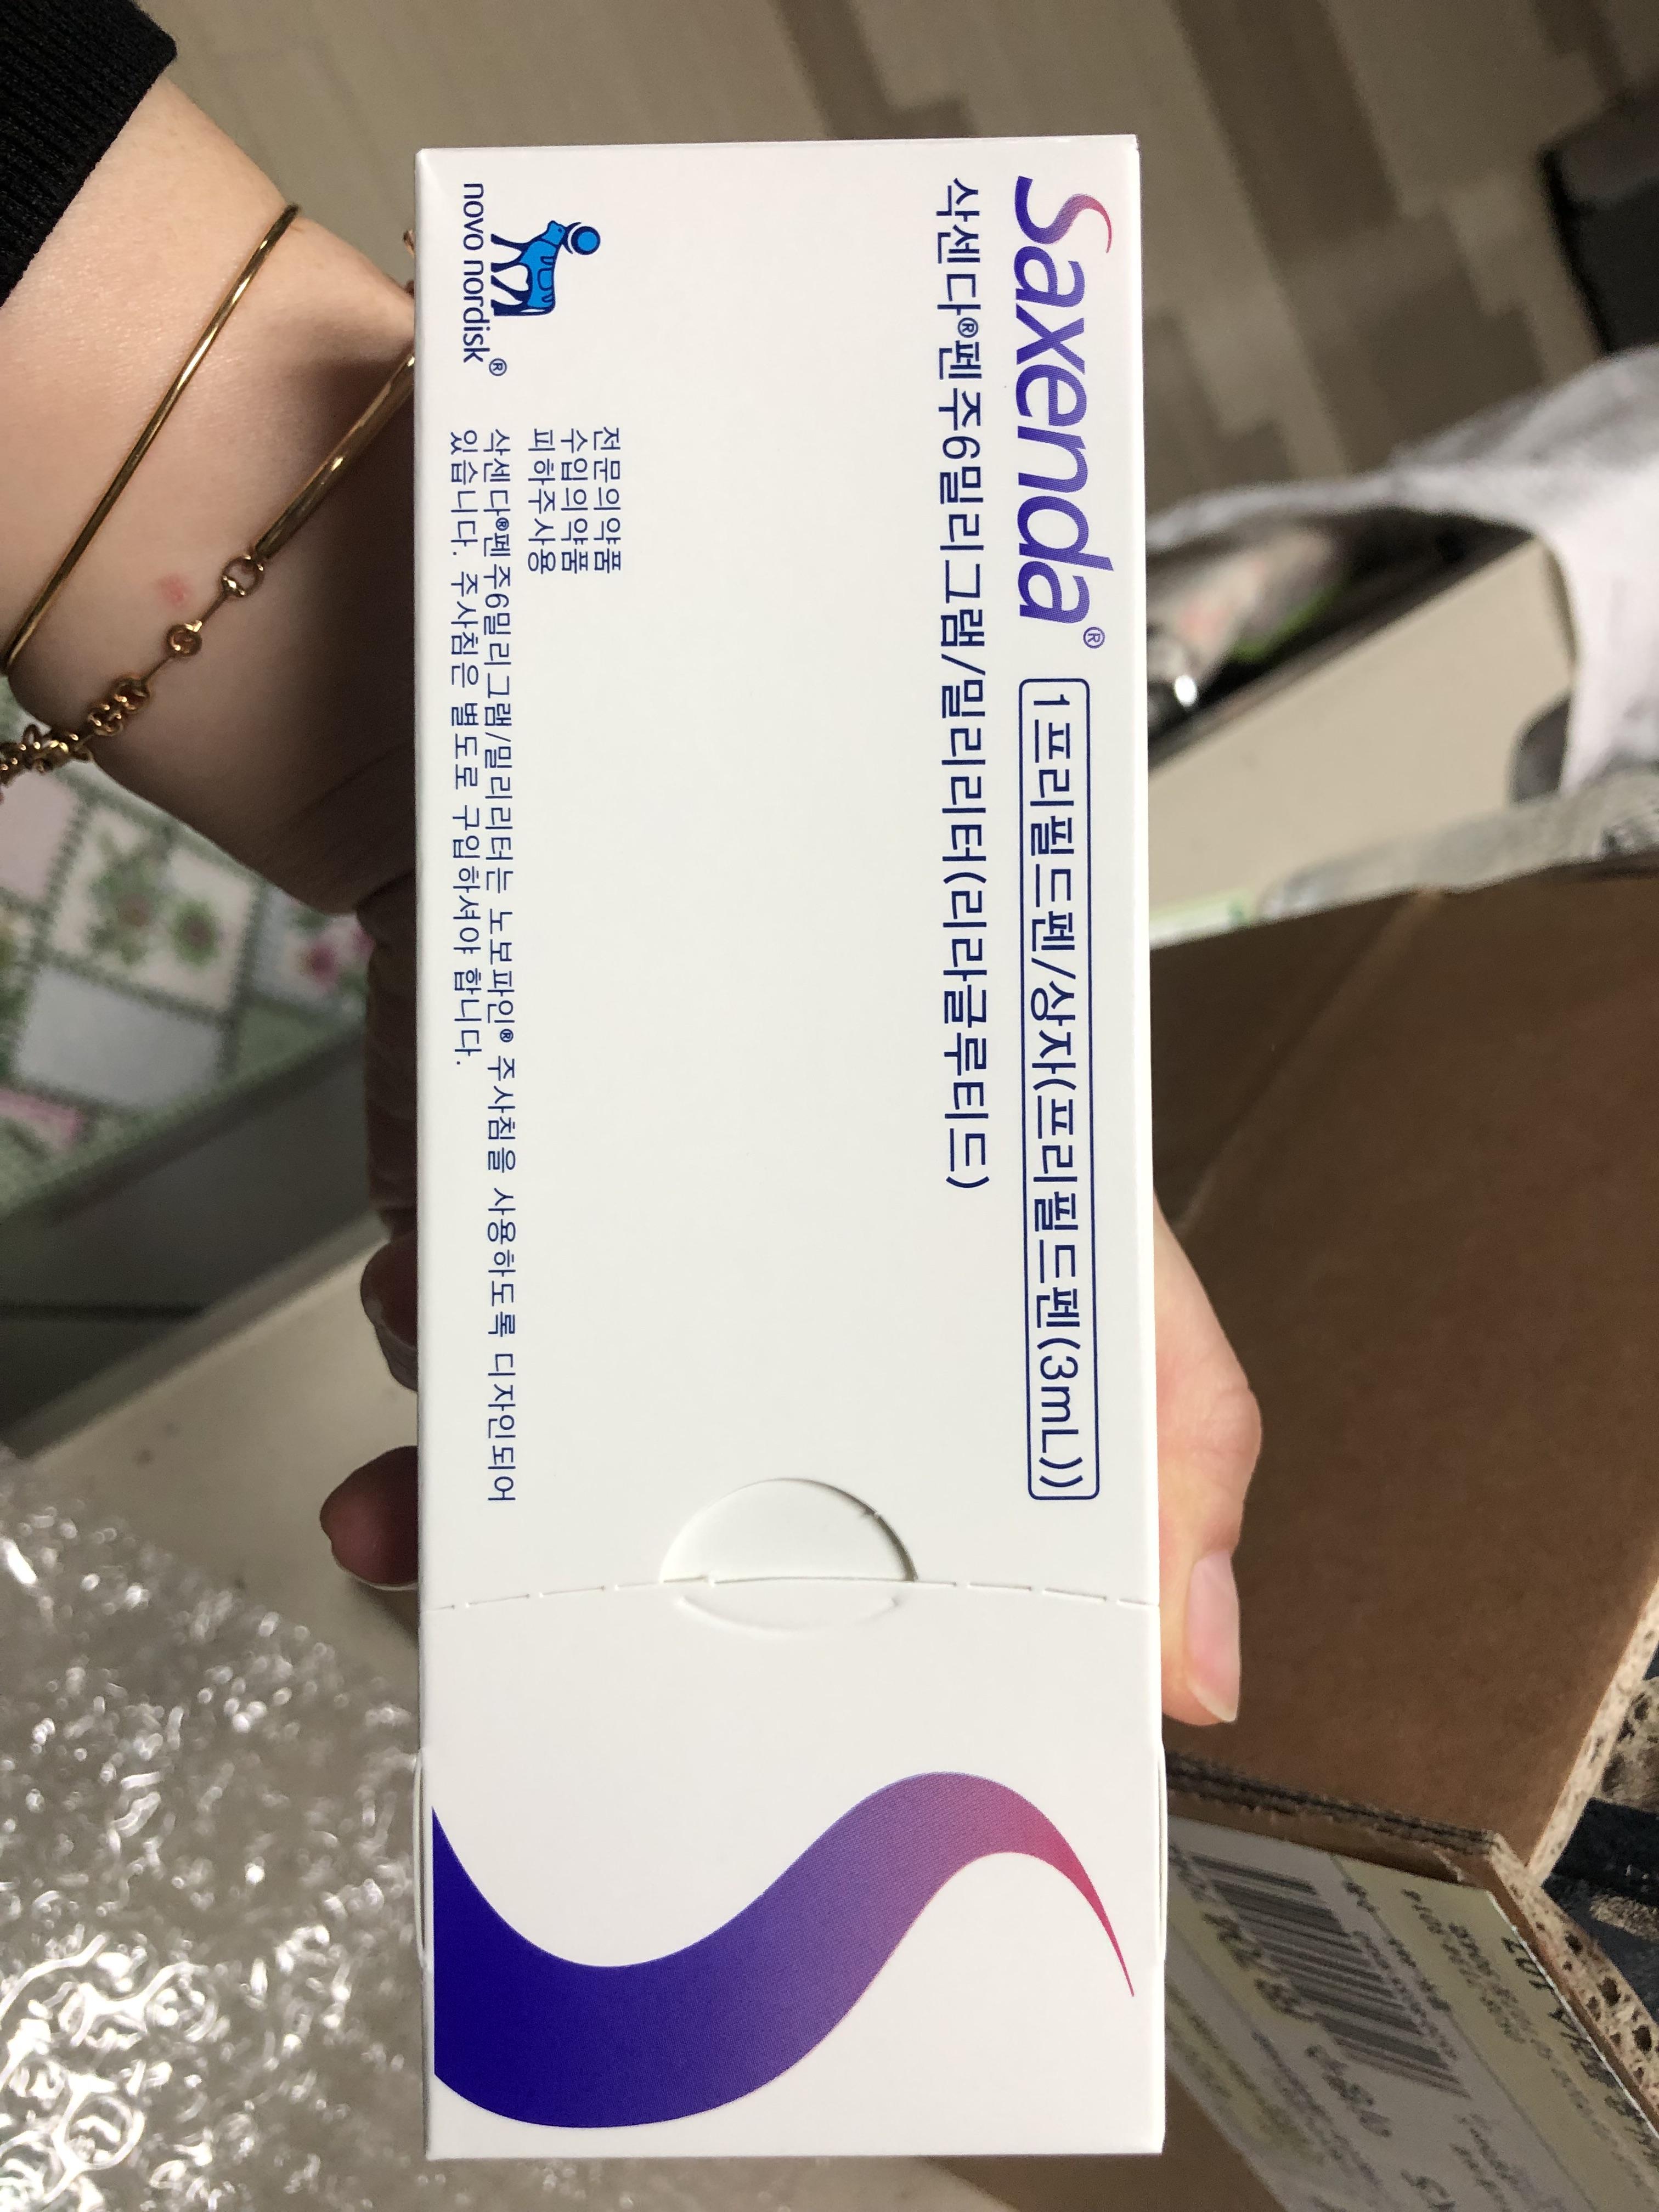 Saxenda® 1프리필드펜/상자(프리필드펜(3mL))
삭센다®펜주6밀리그램/밀리리터(리라글루티드)
전문의약품
수입의약품
피하주사용
삭센다®펜주6밀리그램/밀리리터는 노보파인® 주사침을 사용하도록 디자인되어
있습니다. 주사침은 별도로 구입하셔야 합니다.
novo nordisk®